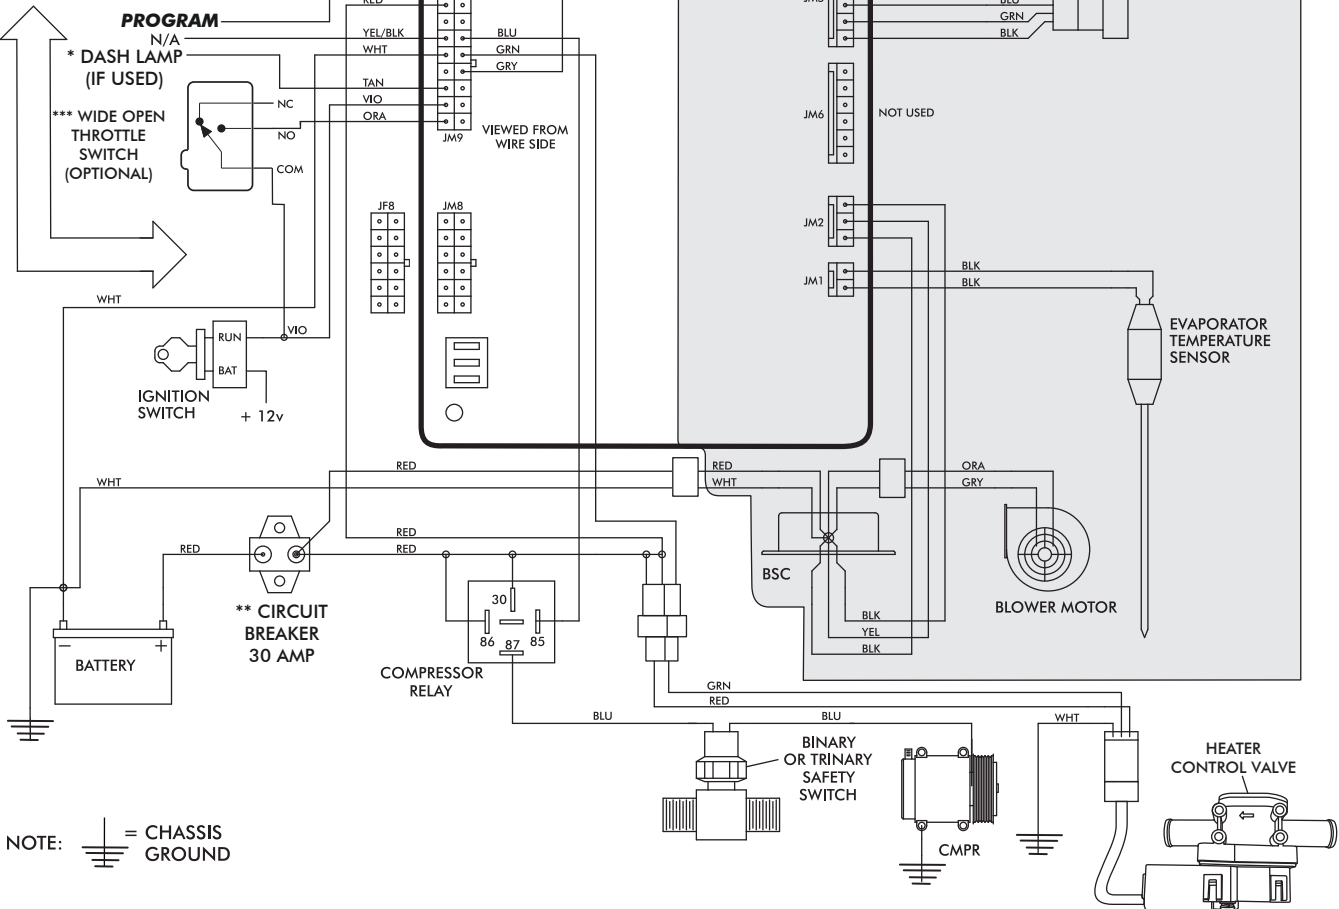 RED
BLU
PROGRAM
GRN
N/A
YEL/BLK
BLU
BLK
* DASH LAMP
(IF USED)
WHT
GRN
GRY
TAN
NC
VIO
*** WIDE OPEN
THROTTLE
SWITCH
(OPTIONAL)
ORA
NO
COM
JM9
VIEWED FROM
WIRE SIDE
JM6
NOT USED
JF8
JM8
JM2
JM1
BLK
BLK
WHT
EVAPORATOR
TEMPERATURE
SENSOR
RUN
VIO
BAT
IGNITION
SWITCH
+ 12v
RED
RED
ORA
WHT
WHT
GRY
RED
RED
RED
BSC
BLOWER MOTOR
** CIRCUIT
BREAKER
30 AMP
30
86
87
85
BLK
YEL
BLK
−
+
BATTERY
COMPRESSOR
RELAY
GRN
RED
BLU
BLU
WHT
BINARY
OR TRINARY
SAFETY
SWITCH
HEATER
CONTROL VALVE
CMPR
NOTE:
= CHASSIS
GROUND